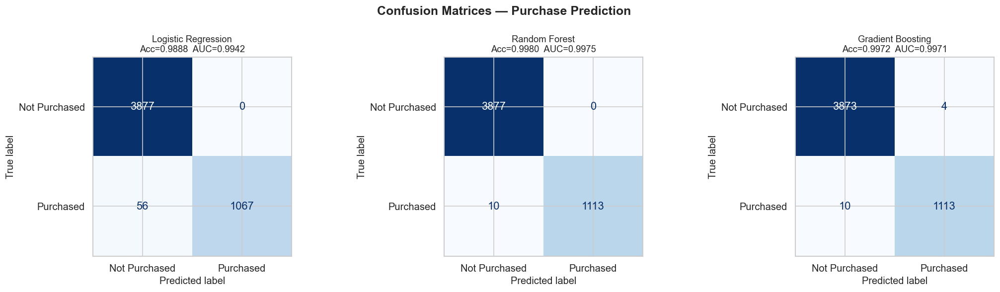 Confusion Matrices — Purchase Prediction
Logistic Regression
Acc=0.9888  AUC=0.9942
True label
Not Purchased
3877
0
Purchased
56
1067
Not Purchased
Purchased
Predicted label
Random Forest
Acc=0.9980  AUC=0.9975
True label
Not Purchased
3877
0
Purchased
10
1113
Not Purchased
Purchased
Predicted label
Gradient Boosting
Acc=0.9972  AUC=0.9971
True label
Not Purchased
3873
4
Purchased
10
1113
Not Purchased
Purchased
Predicted label